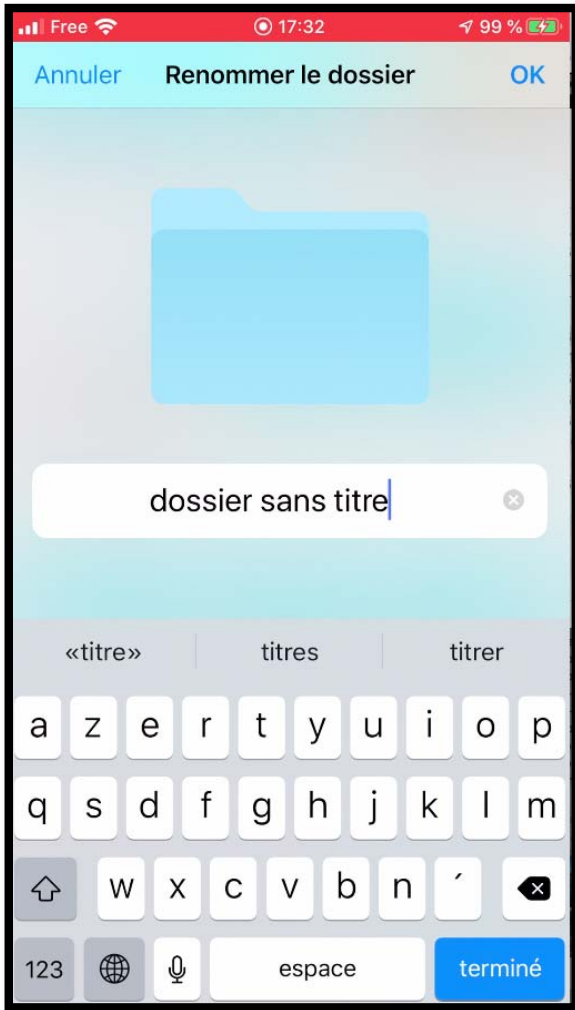 Free 17:32 99 %
Annuler Renommer le dossier OK
dossier sans titre
«titre» titres titrer
a z e r t y u i o p
q s d f g h j k l m
w x c v b n ´
123 espace terminé